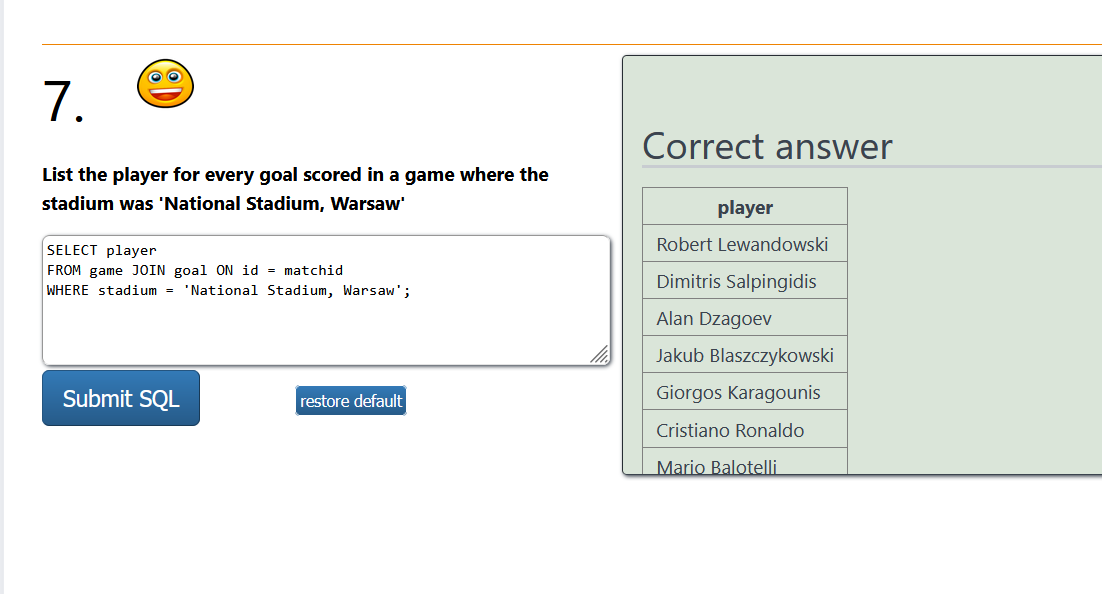 7.
List the player for every goal scored in a game where the
stadium was 'National Stadium, Warsaw'
SELECT player
FROM game JOIN goal ON id = matchid
WHERE stadium = 'National Stadium, Warsaw';
Submit SQL
restore default
Correct answer
player
Robert Lewandowski
Dimitris Salpingidis
Alan Dzagoev
Jakub Blaszczykowski
Giorgos Karagounis
Cristiano Ronaldo
Mario Balotelli